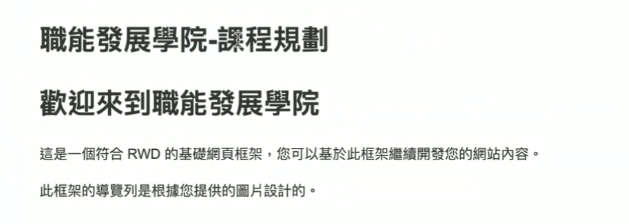 職能發展學院-課程規劃
歡迎來到職能發展學院
這是一個符合 RWD 的基礎網頁框架，您可以基於此框架繼續開發您的網站內容。
此框架的導覽列是根據您提供的圖片設計的。